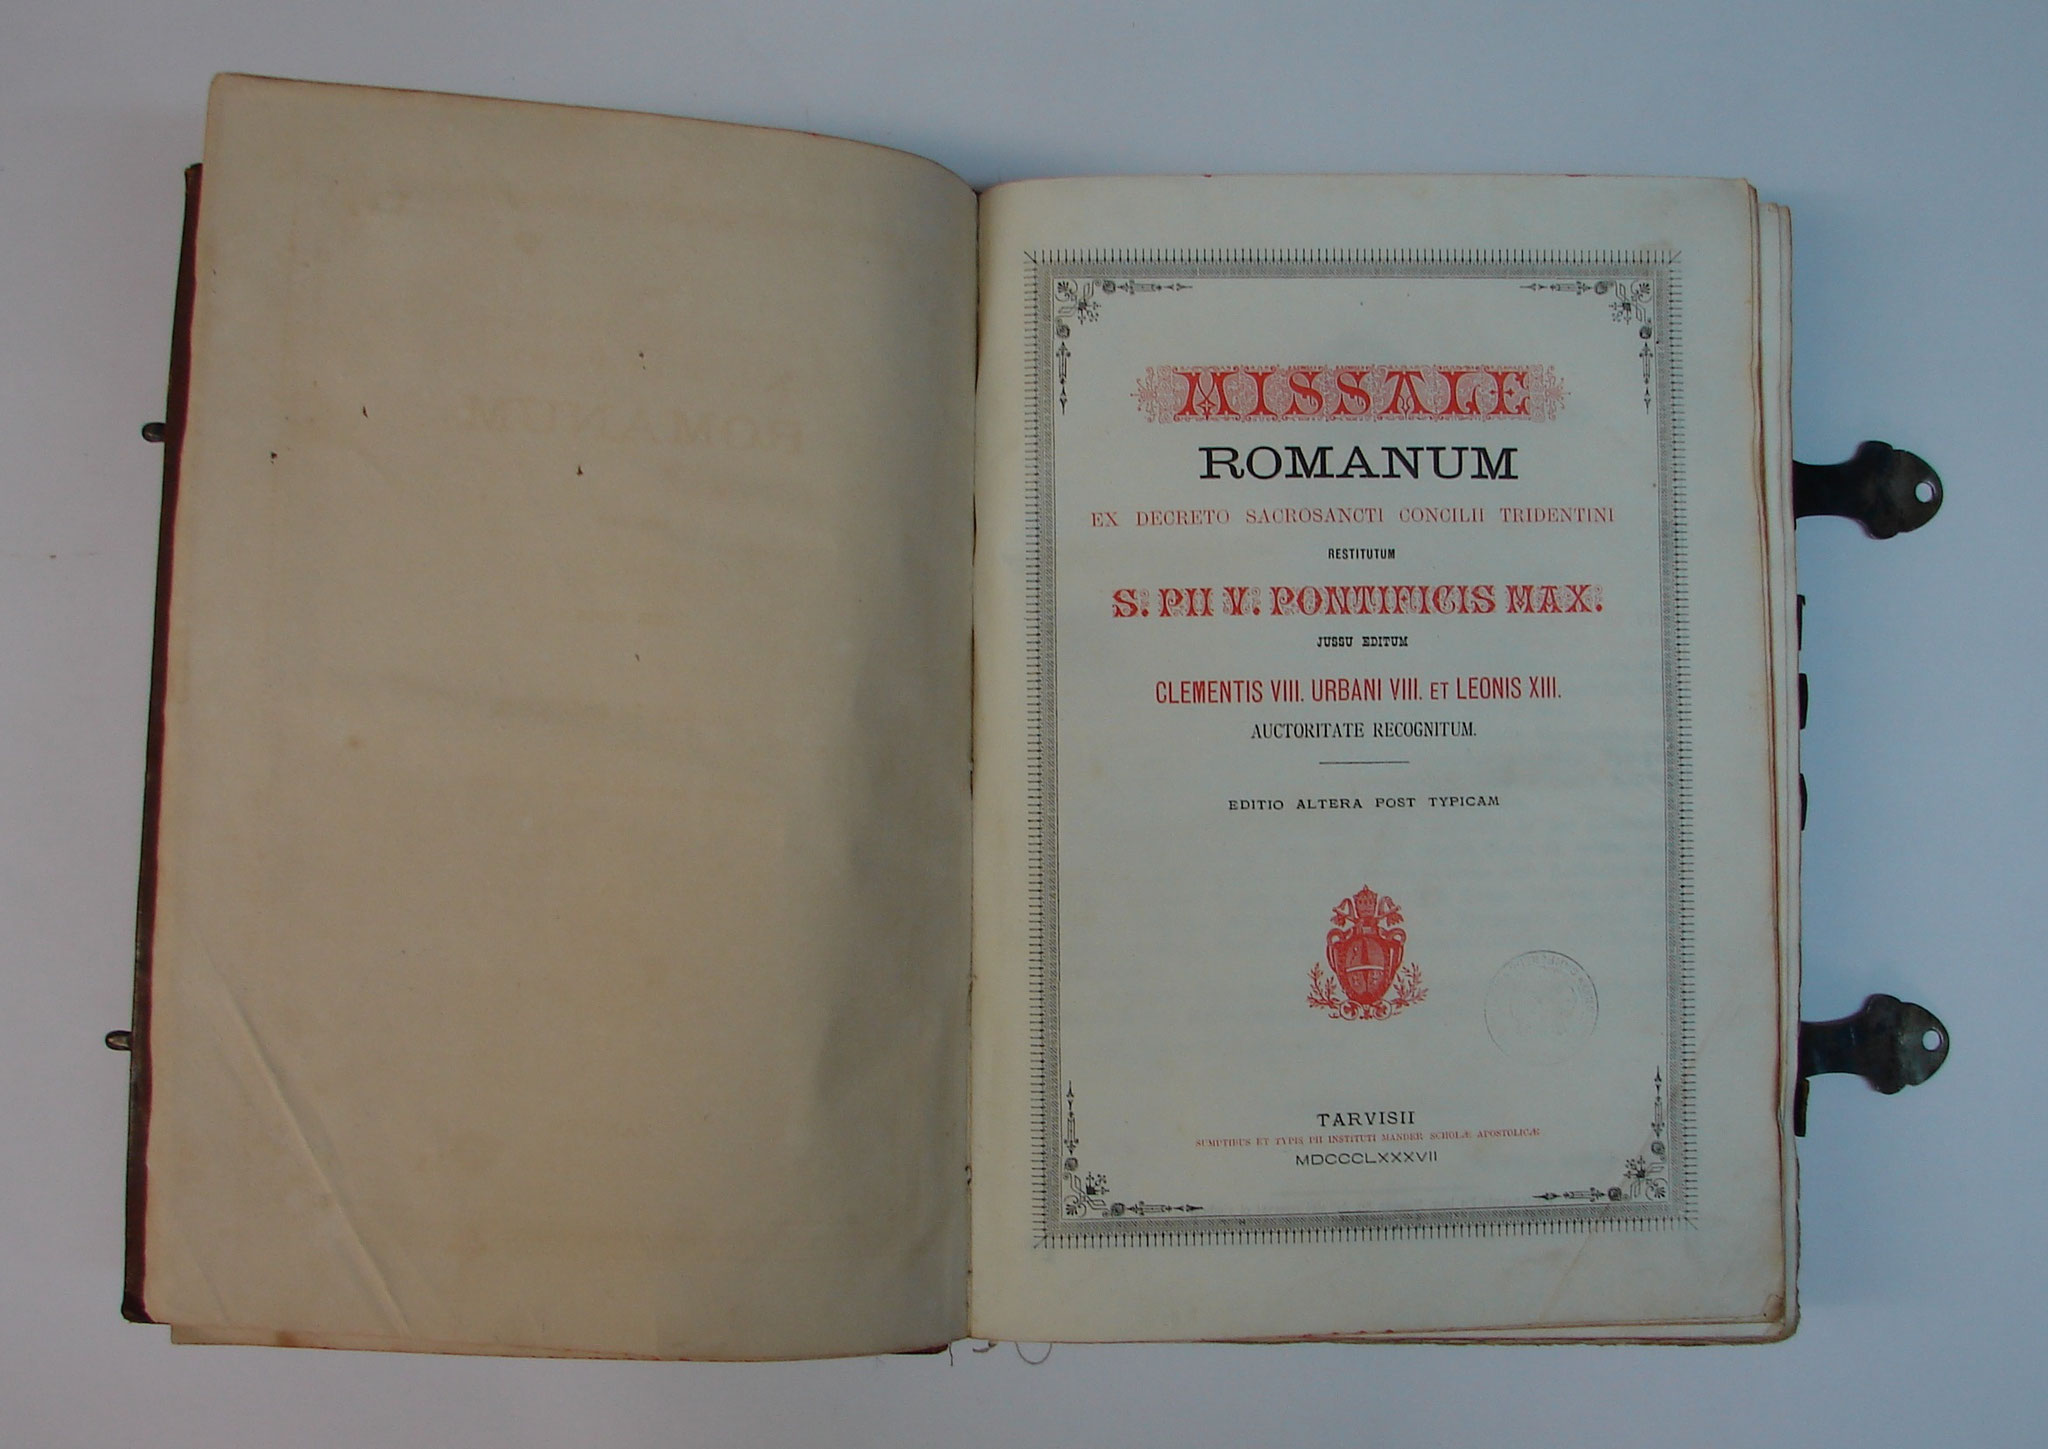 MISSALE
ROMANUM
EX DECRETO SACROSANCTI CONCILII TRIDENTINI
RESTITUTUM
S. PII V. PONTIFICIS MAX.
JUSSU EDITUM
CLEMENTIS VIII. URBANI VIII. ET LEONIS XIII.
AUCTORITATE RECOGNITUM.
EDITIO ALTERA POST TYPICAM
TARVISII
SUMPTIBUS ET TYPIS PII INSTITUTI MANDER SCHOLÆ APOSTOLICÆ
MDCCCLXXXVII